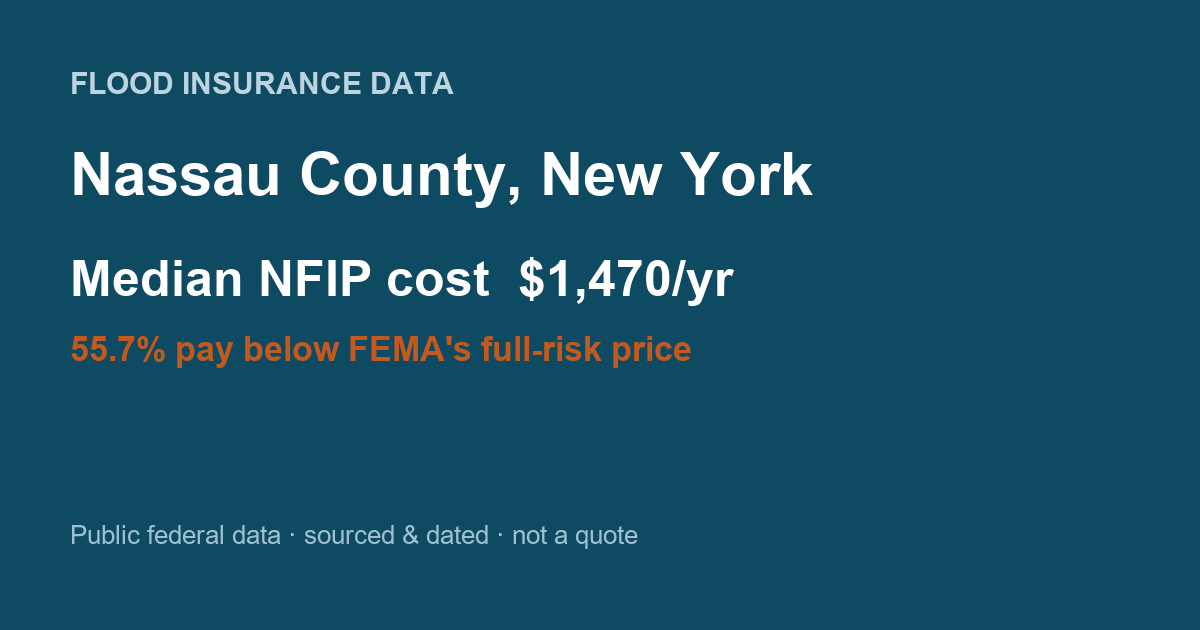 FLOOD INSURANCE DATA
Nassau County, New York
Median NFIP cost $1,470/yr
55.7% pay below FEMA's full-risk price
Public federal data · sourced & dated · not a quote